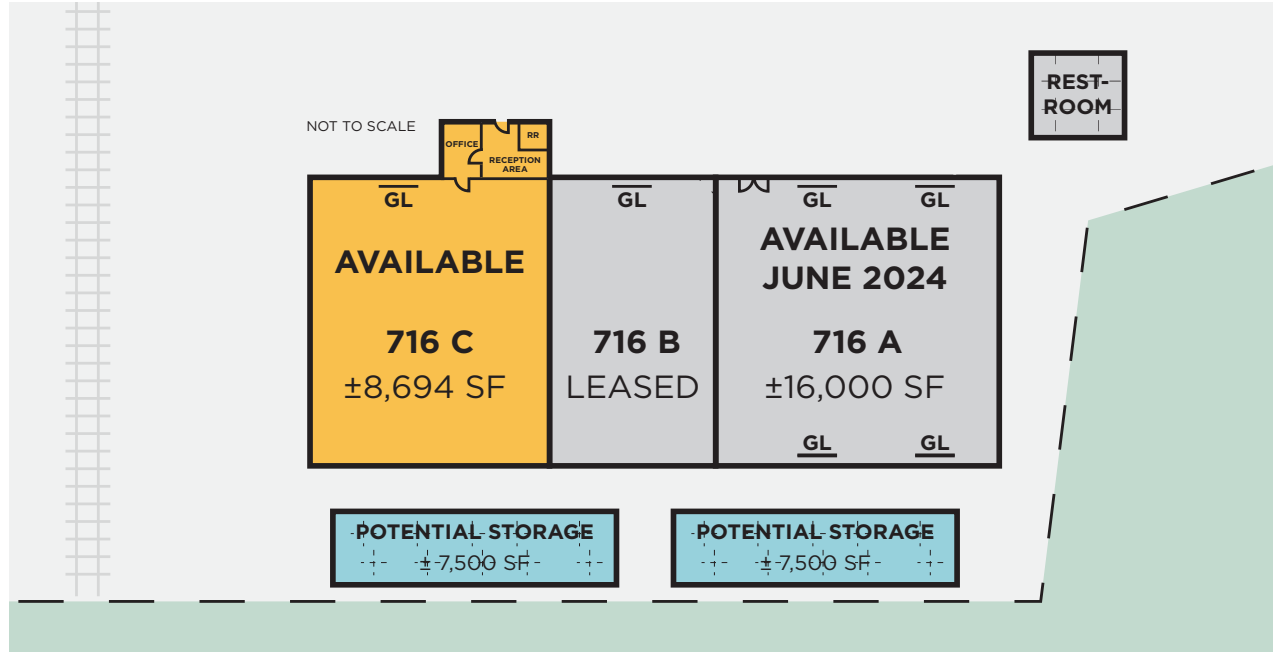 REST-
ROOM
NOT TO SCALE
OFFICE
RR
RECEPTION
AREA
GL
GL
GL
GL
AVAILABLE
716 C
±8,694 SF
716 B
LEASED
AVAILABLE
JUNE 2024
716 A
±16,000 SF
GL
GL
POTENTIAL STORAGE
± 7,500 SF
POTENTIAL STORAGE
± 7,500 SF